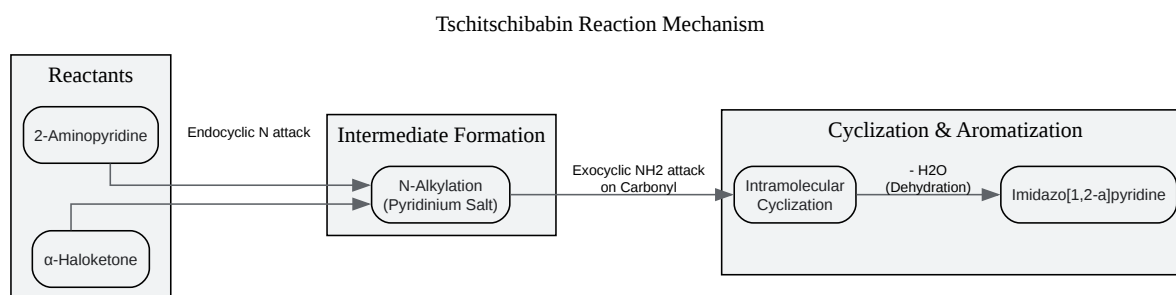 Tschitschibabin Reaction Mechanism
Reactants
2-Aminopyridine
α-Haloketone
Endocyclic N attack
Intermediate Formation
N-Alkylation
(Pyridinium Salt)
Exocyclic NH2 attack
on Carbonyl
Cyclization & Aromatization
Intramolecular
Cyclization
- H2O
(Dehydration)
Imidazo[1,2-a]pyridine